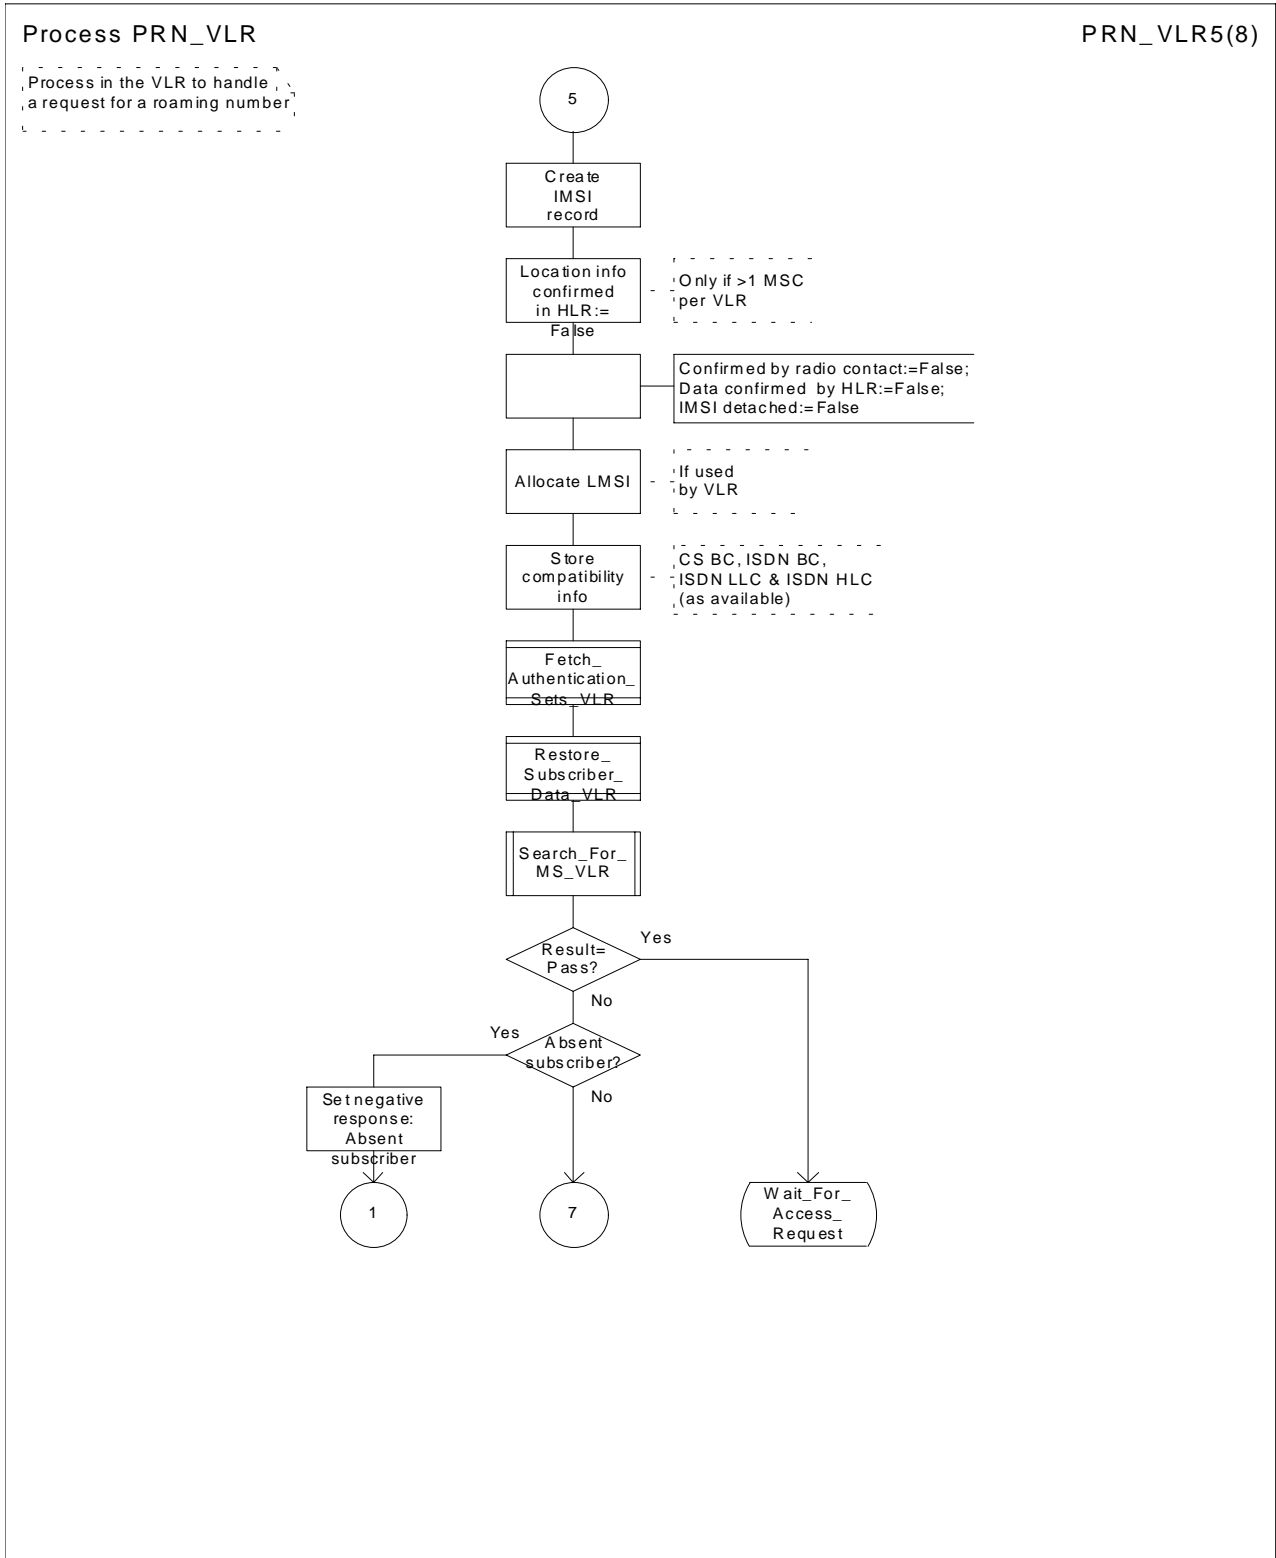 Process PRN_VLR
PRN_VLR5(8)
Process in the VLR to handle
a request for a roaming number
5
Create
IMSI
record
Location info
confirmed
in HLR:=
False
Only if >1 MSC
per VLR
Confirmed by radio contact:=False;
Data confirmed by HLR:=False;
IMSI detached:=False
Allocate LMSI
If used
by VLR
Store
compatibility
info
CS BC, ISDN BC,
ISDN LLC & ISDN HLC
(as available)
Fetch_
Authentication_
Sets_VLR
Restore_
Subscriber_
Data_VLR
Search_For_
MS_VLR
Result=
Pass?
Yes
No
Absent
subscriber?
Yes
No
Set negative
response:
Absent
subscriber
1
7
Wait_For_
Access_
Request